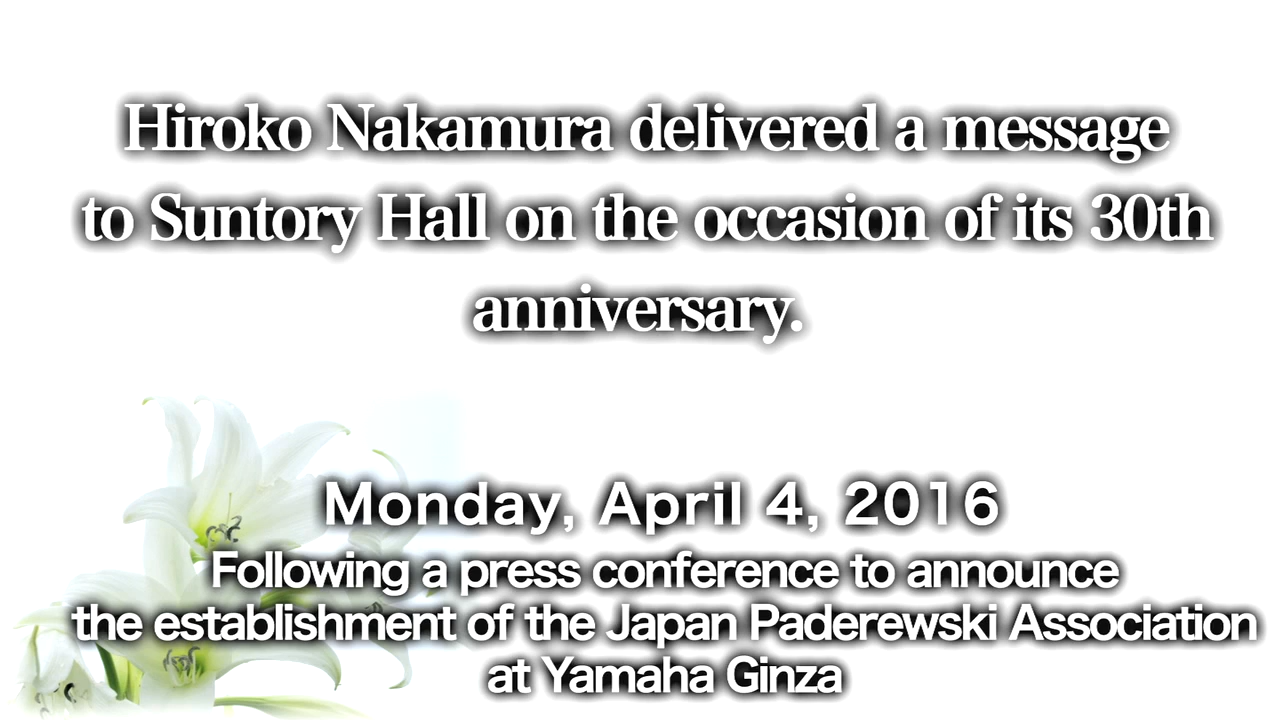 Hiroko Nakamura delivered a message
to Suntory Hall on the occasion of its 30th
anniversary.
Monday, April 4, 2016
Following a press conference to announce
the establishment of the Japan Paderewski Association
at Yamaha Ginza